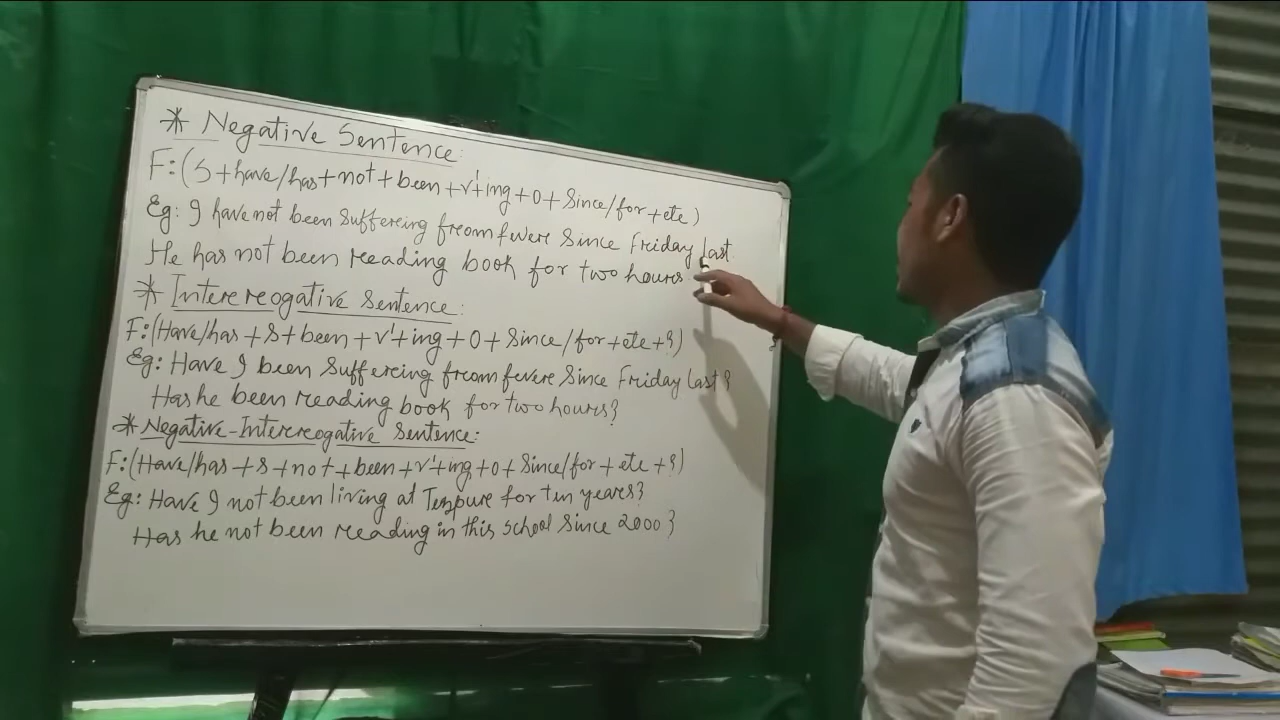 * Negative Sentence:
F: (S+have/has+not+been+v¹+ing+O+Since/for+etc)
Eg: I have not been suffering from fever Since Friday last
He has not been reading book for two hours
* Interrogative Sentence:
F: (Have/has+S+been+v¹+ing+O+Since/for+etc+?)
Eg: Have I been suffering from fever Since Friday last?
Has he been reading book for two hours?
* Negative-Interrogative Sentence:
F: (Have/has+S+not+been+v¹+ing+O+Since/for+etc+?)
Eg: Have I not been living at Tezpure for ten years?
Has he not been reading in this school Since 2000?